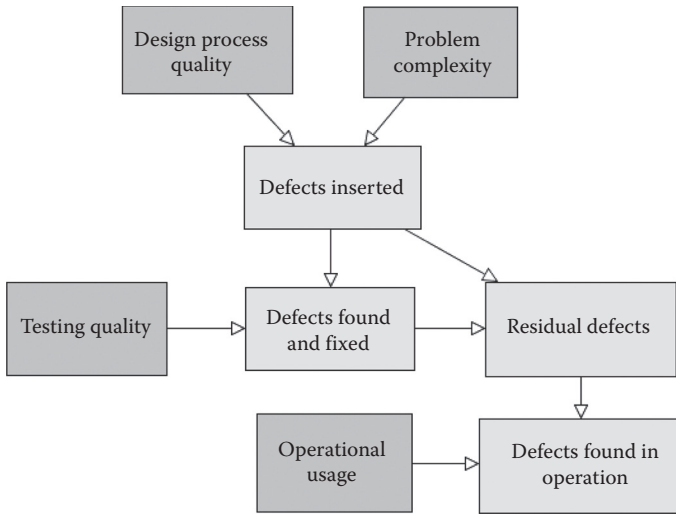 Design process
quality
Problem
complexity
Defects inserted
Testing quality
Defects found
and fixed
Residual defects
Operational
usage
Defects found in
operation